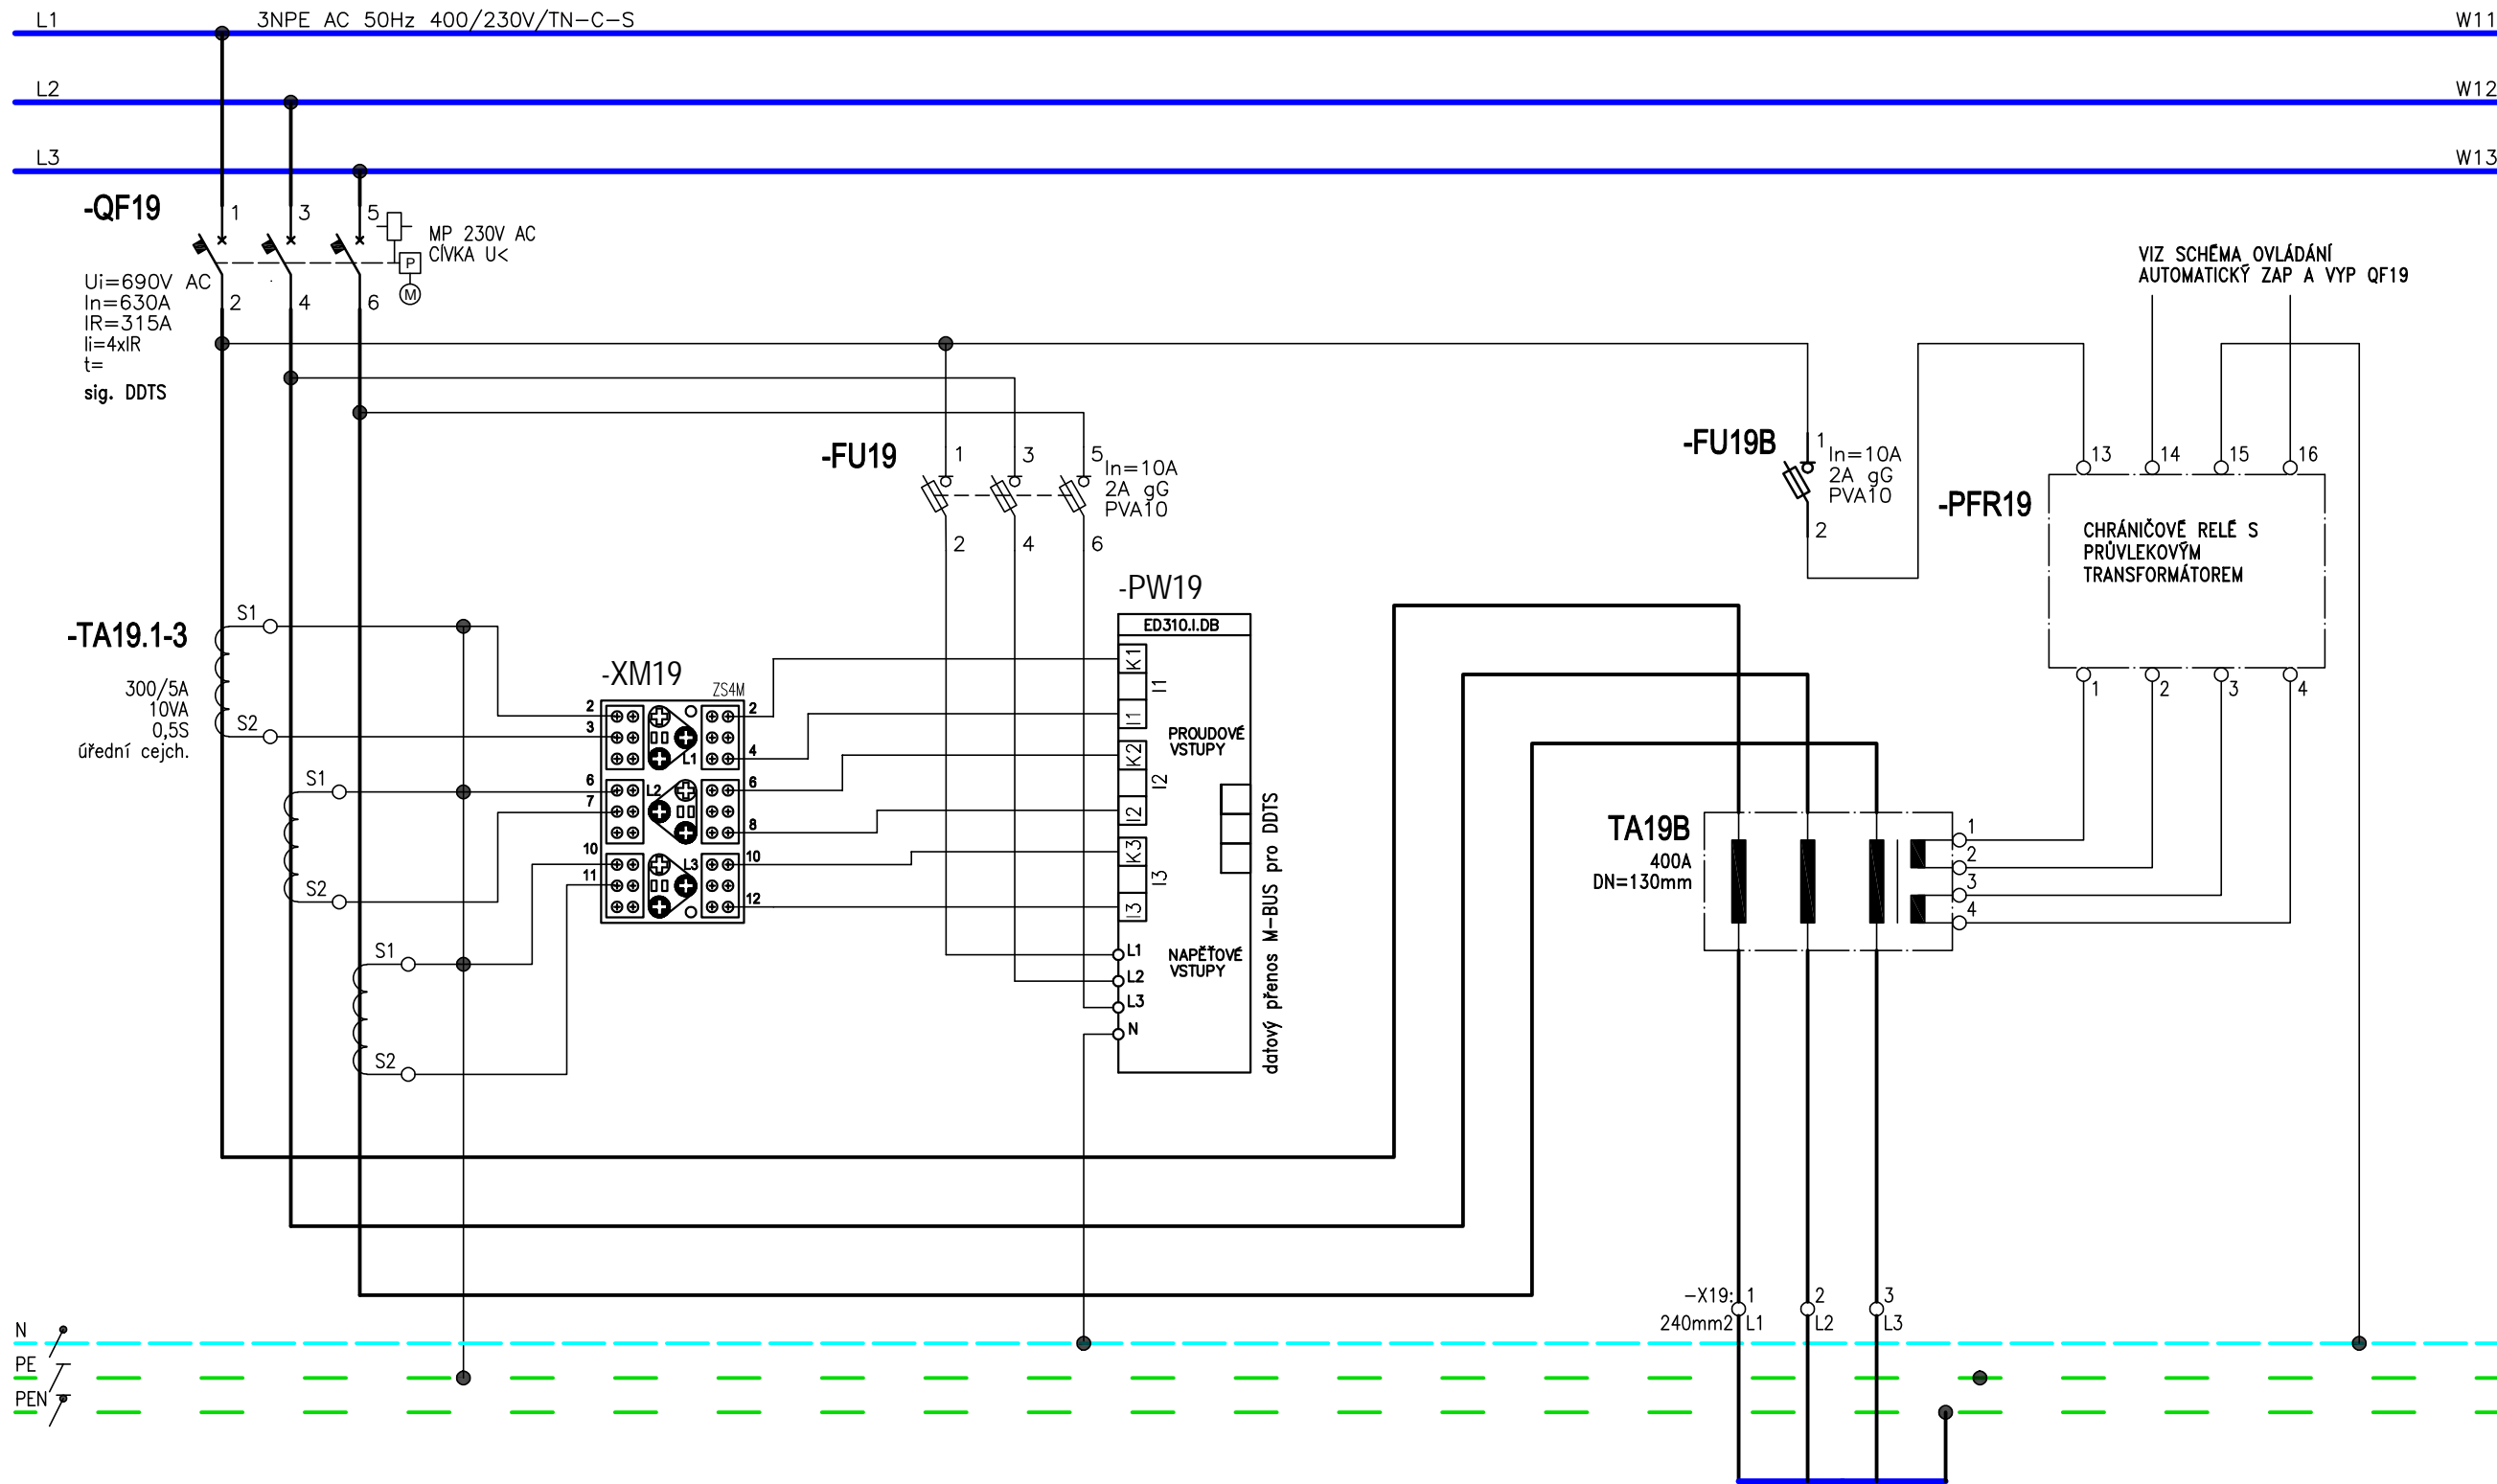 L1
3NPE AC 50Hz 400/230V/TN-C-S
W11
L2
W12
L3
W13
-QF19
1
3
5
MP 230V AC
CÍVKA U<
P
M
2
4
6
Ui=690V AC
In=630A
IR=315A
Ii=4xIR
t=
sig. DDTS
VIZ SCHÉMA OVLÁDÁNÍ
AUTOMATICKÝ ZAP A VYP QF19
-FU19
1
3
5
In=10A
2A gG
PVA10
2
4
6
-FU19B
1
In=10A
2A gG
PVA10
2
-PFR19
13
14
15
16
CHRÁNIČOVÉ RELÉ S
PRŮVLEKOVÝM
TRANSFORMÁTOREM
1
2
3
4
-TA19.1-3
300/5A
10VA
0,5S
úřední cejch.
S1
S2
S1
S2
S1
S2
-XM19
ZS4M
2
3
6
7
10
11
L1
L2
L3
2
4
6
8
10
12
-PW19
ED310.I.DB
K1
I1
I1
K2
I2
I2
K3
I3
I3
PROUDOVÉ
VSTUPY
NAPĚŤOVÉ
VSTUPY
L1
L2
L3
N
datový přenos M-BUS pro DDTS
TA19B
400A
DN=130mm
1
2
3
4
-X19:
1
2
3
240mm2
L1
L2
L3
N
PE
PEN